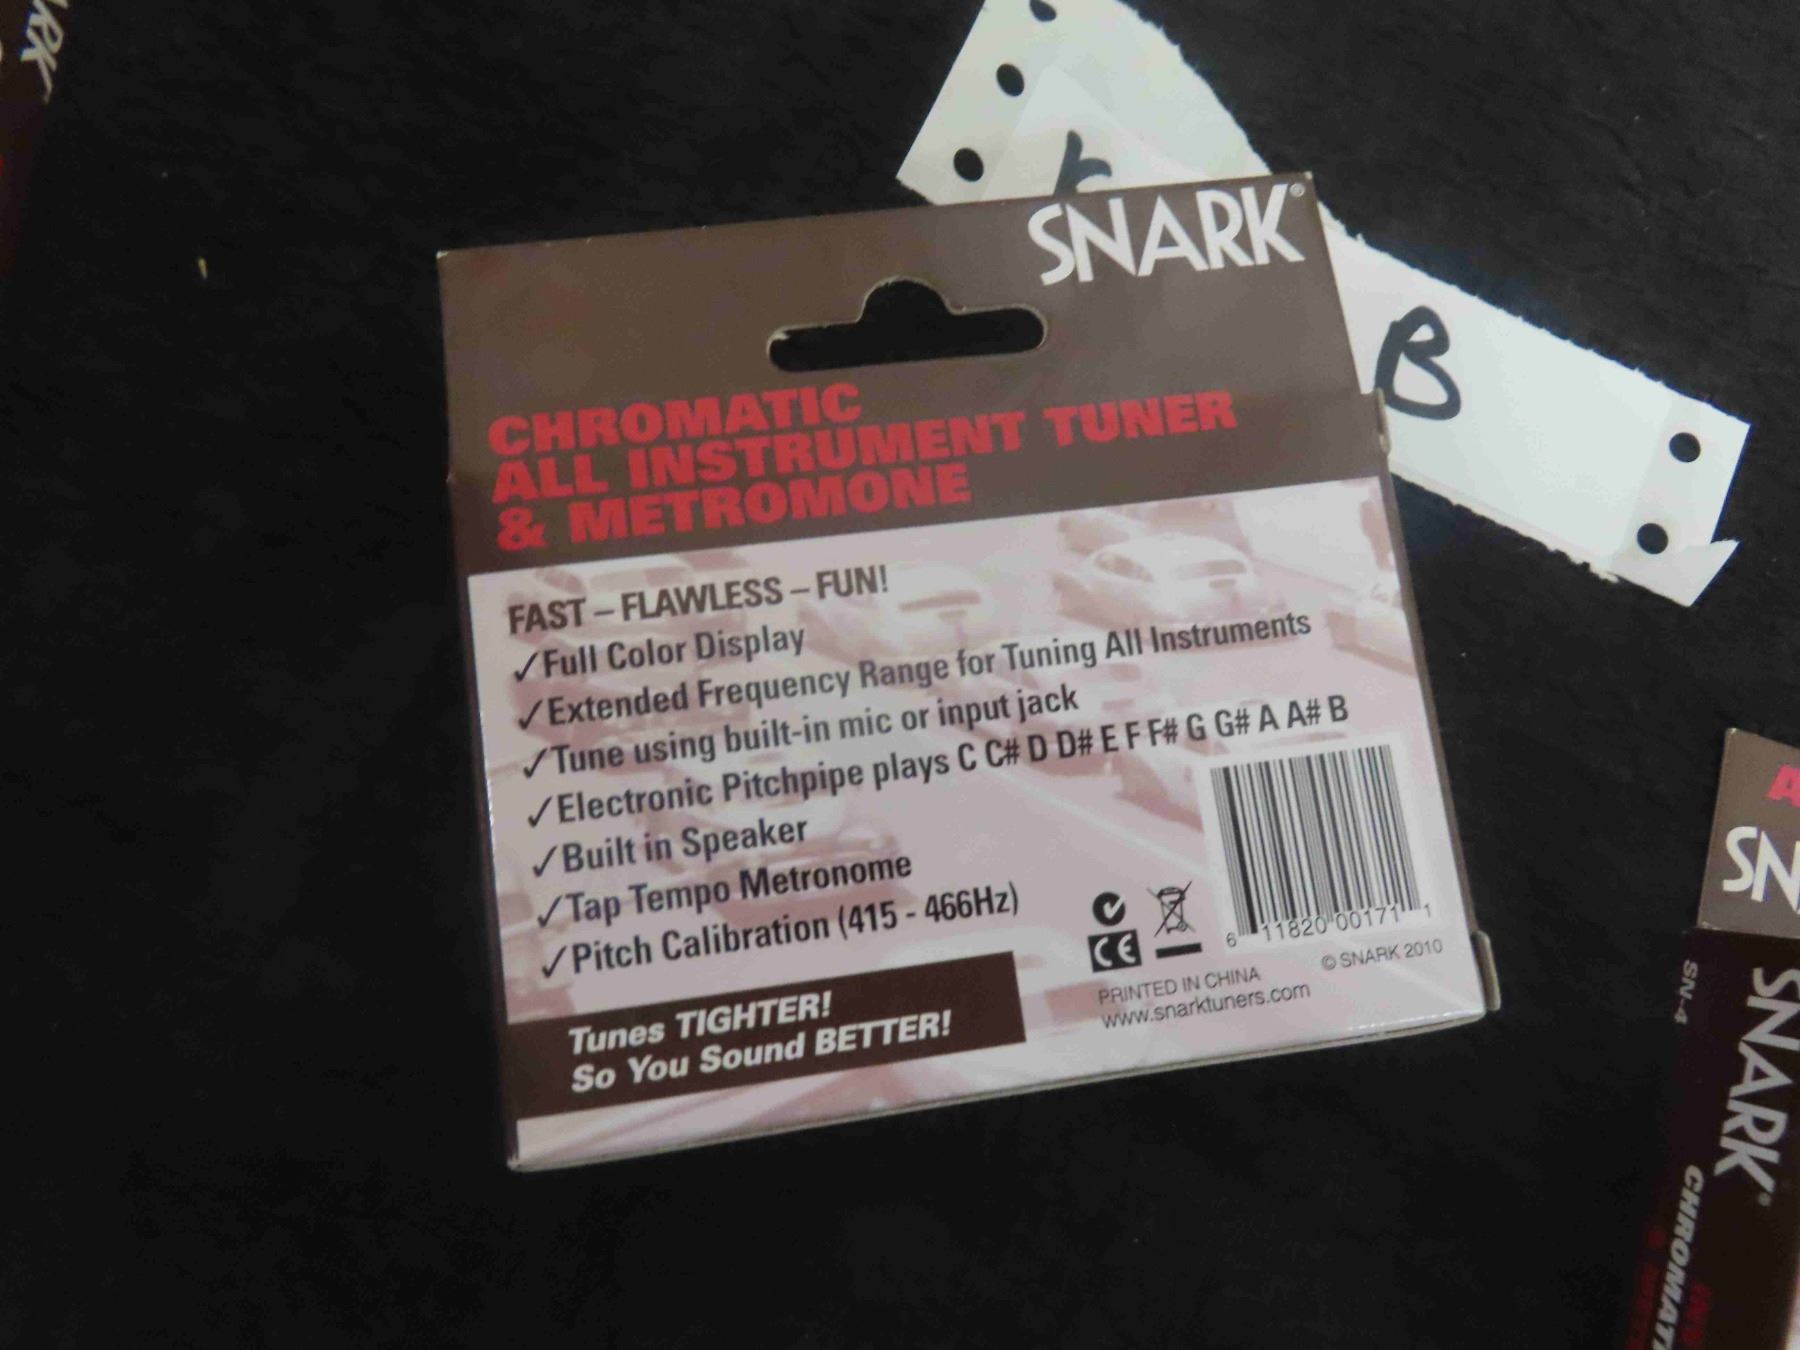 SNARK®
CHROMATIC
ALL INSTRUMENT TUNER
& METROMONE
FAST – FLAWLESS – FUN!
✓Full Color Display
✓Extended Frequency Range for Tuning All Instruments
✓Tune using built-in mic or input jack
✓Electronic Pitchpipe plays C C# D D# E F F# G G# A A# B
✓Built in Speaker
✓Tap Tempo Metronome
✓Pitch Calibration (415 - 466Hz)
Tunes TIGHTER!
So You Sound BETTER!
CE
6 11820 00171 1
© SNARK 2010
PRINTED IN CHINA
www.snarktuners.com
B
SN-4
SNARK®